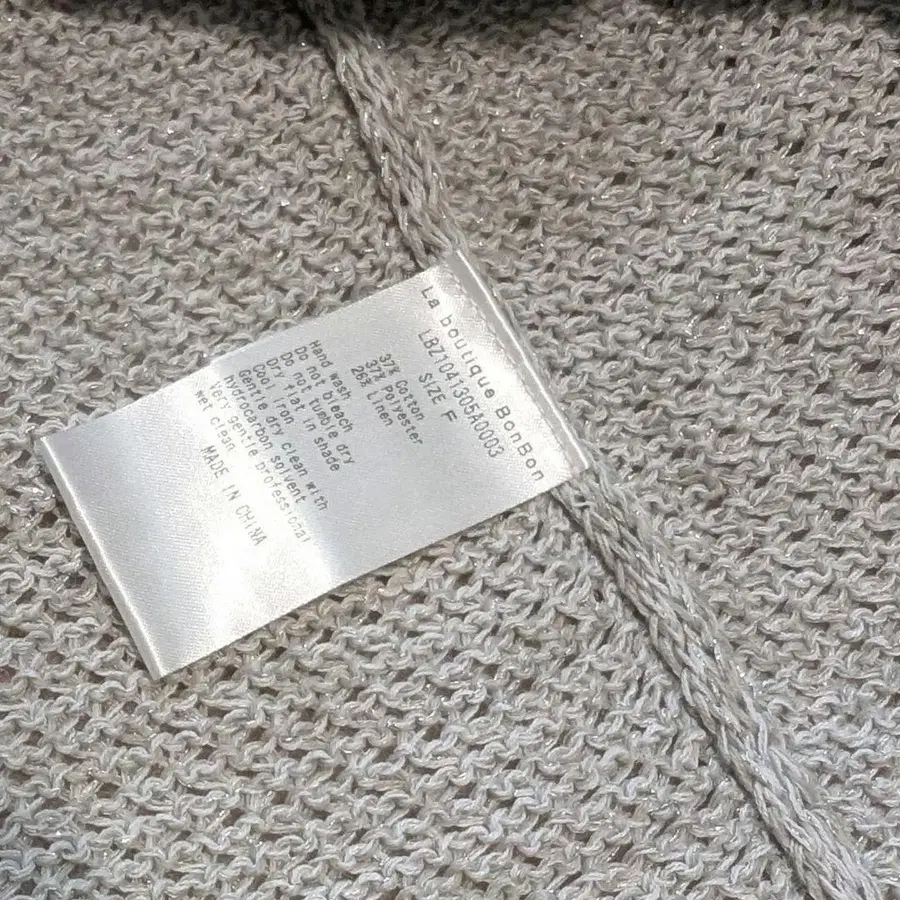 La boutique BonBon
LBZ1041305A0003
SIZE F
37% Cotton
37% Polyester
26% Linen
Hand wash
Do not bleach
Do not tumble dry
Dry flat in shade
Cool iron
Gentle dry clean with
hydrocarbon solvent
Very gentle professional
wet clean
MADE IN CHINA